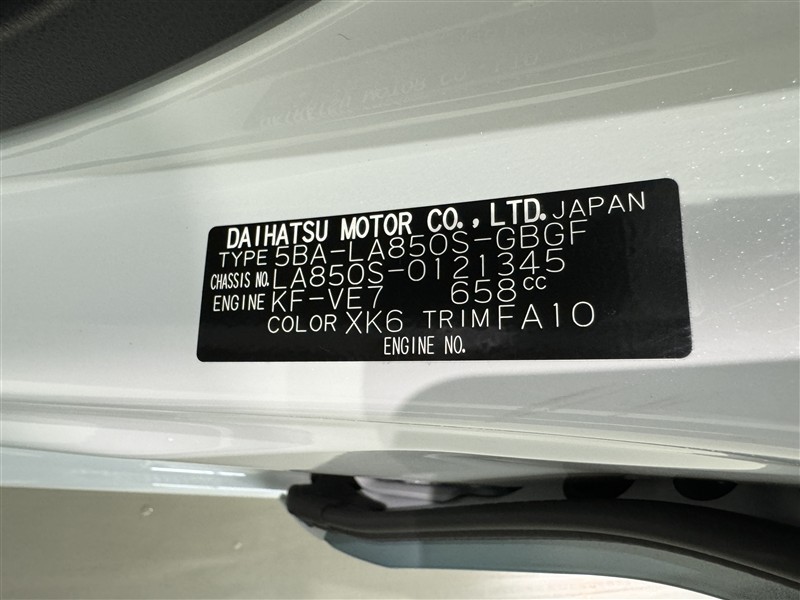 DAIHATSU MOTOR CO., LTD. JAPAN
TYPE 5BA-LA850S-GBGF
CHASSIS NO. LA850S-0121345
ENGINE KF-VE7 658cc
COLOR XK6 TRIM FA10
ENGINE NO.